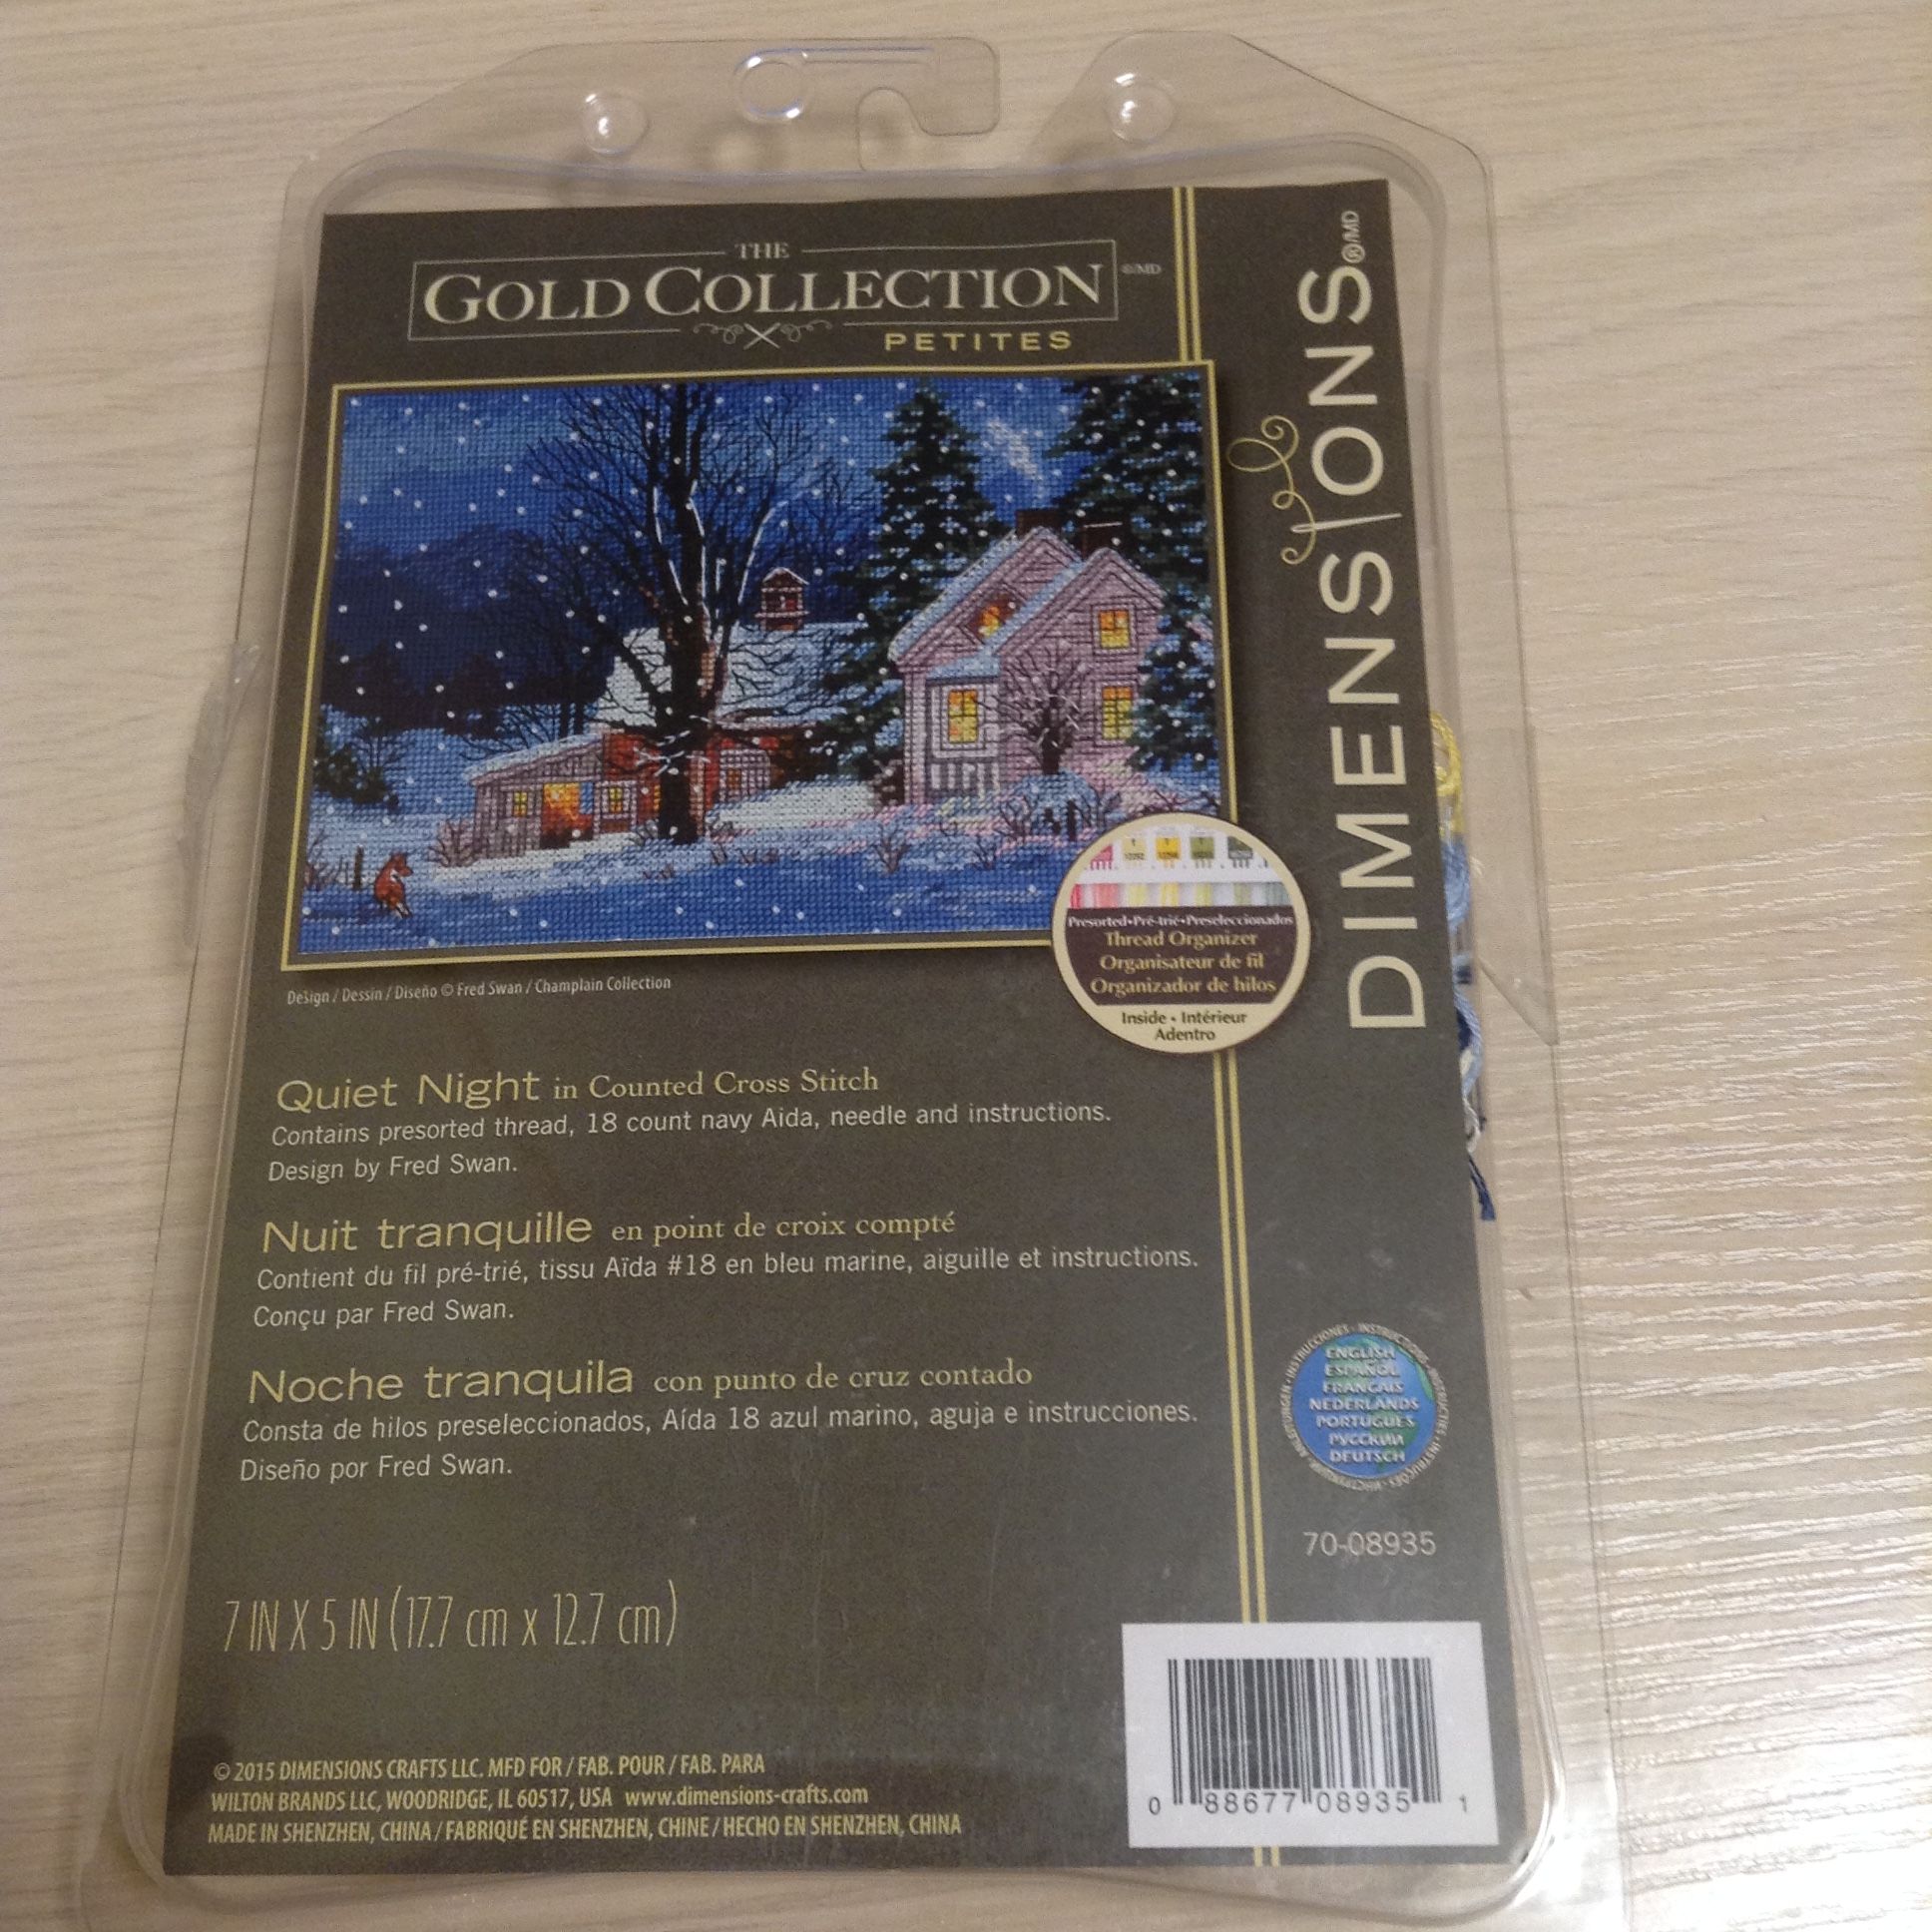 THE
GOLD COLLECTION ®/MD
PETITES
DIMENSIONS®/MD
Presorted•Pré-trié•Preseleccionados
Thread Organizer
Organisateur de fil
Organizador de hilos
Inside • Intérieur
Adentro
Design / Dessin / Diseño © Fred Swan / Champlain Collection
Quiet Night in Counted Cross Stitch
Contains presorted thread, 18 count navy Aida, needle and instructions.
Design by Fred Swan.
Nuit tranquille en point de croix compté
Contient du fil pré-trié, tissu Aïda #18 en bleu marine, aiguille et instructions.
Conçu par Fred Swan.
Noche tranquila con punto de cruz contado
Consta de hilos preseleccionados, Aída 18 azul marino, aguja e instrucciones.
Diseño por Fred Swan.
ENGLISH
ESPAÑOL
FRANÇAIS
NEDERLANDS
PORTUGUÊS
РУССКИЙ
DEUTSCH
70-08935
7 IN X 5 IN (17.7 cm x 12.7 cm)
© 2015 DIMENSIONS CRAFTS LLC. MFD FOR / FAB. POUR / FAB. PARA
WILTON BRANDS LLC, WOODRIDGE, IL 60517, USA www.dimensions-crafts.com
MADE IN SHENZHEN, CHINA / FABRIQUÉ EN SHENZHEN, CHINE / HECHO EN SHENZHEN, CHINA
0 88677 08935 1